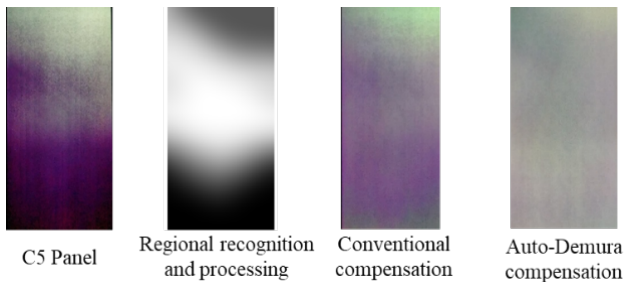 C5 Panel
Regional recognition
and processing
Conventional
compensation
Auto-Demura
compensation